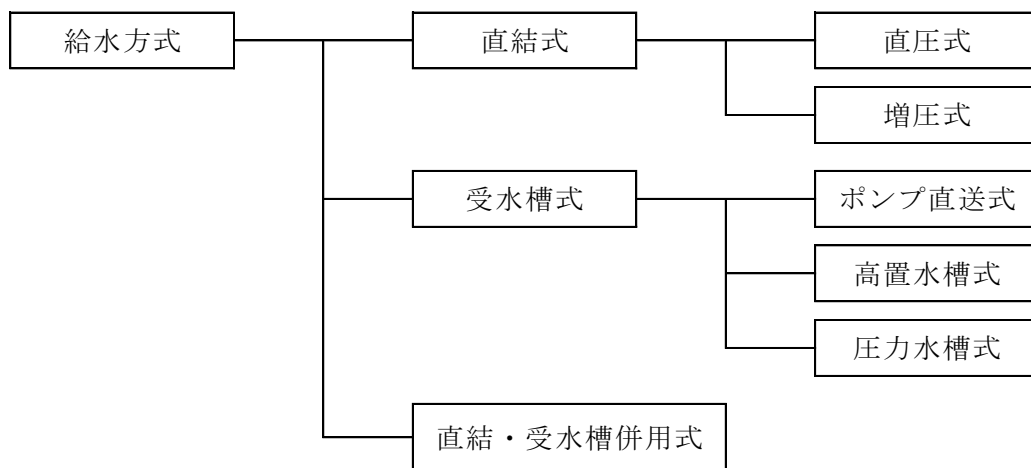 給水方式
直結式
直圧式
増圧式
受水槽式
ポンプ直送式
高置水槽式
圧力水槽式
直結・受水槽併用式